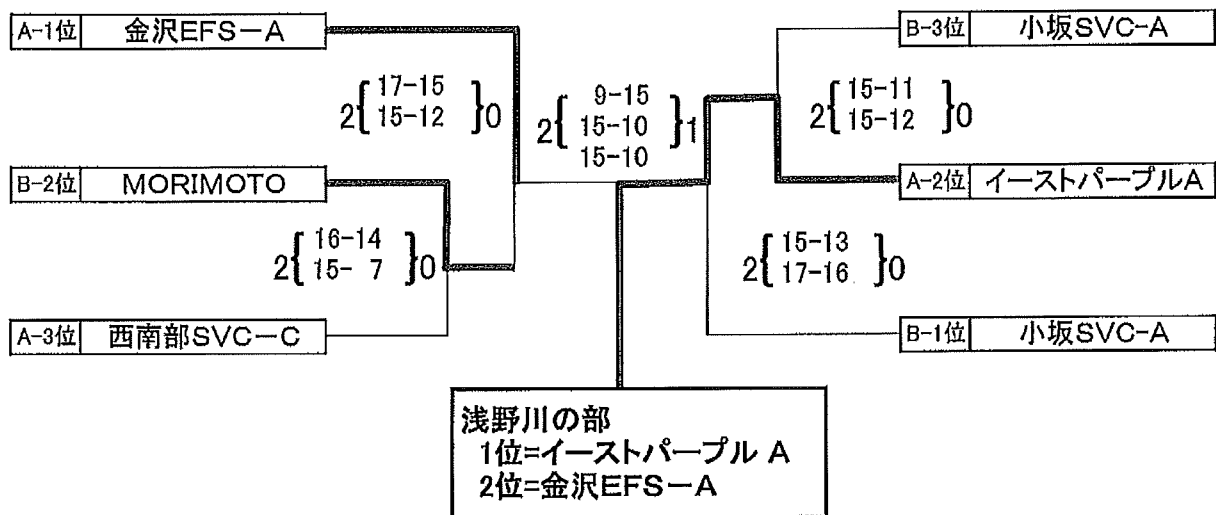 A-1位 金沢EFS－A
B-3位 小坂SVC-A
2{ 17-15
15-12 }0
2{ 9-15
15-10
15-10 }1
2{ 15-11
15-12 }0
B-2位 MORIMOTO
A-2位 イーストパープルA
2{ 16-14
15- 7 }0
2{ 15-13
17-16 }0
A-3位 西南部SVC－C
B-1位 小坂SVC-A
浅野川の部
1位=イーストパープル A
2位=金沢EFS－A